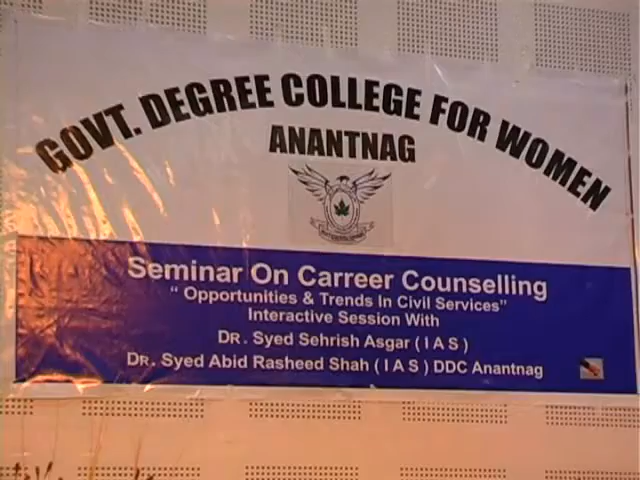 GOVT. DEGREE COLLEGE FOR WOMEN
ANANTNAG
Seminar On Carreer Counselling
“ Opportunities & Trends In Civil Services”
Interactive Session With
DR. Syed Sehrish Asgar ( I A S )
DR. Syed Abid Rasheed Shah ( I A S ) DDC Anantnag